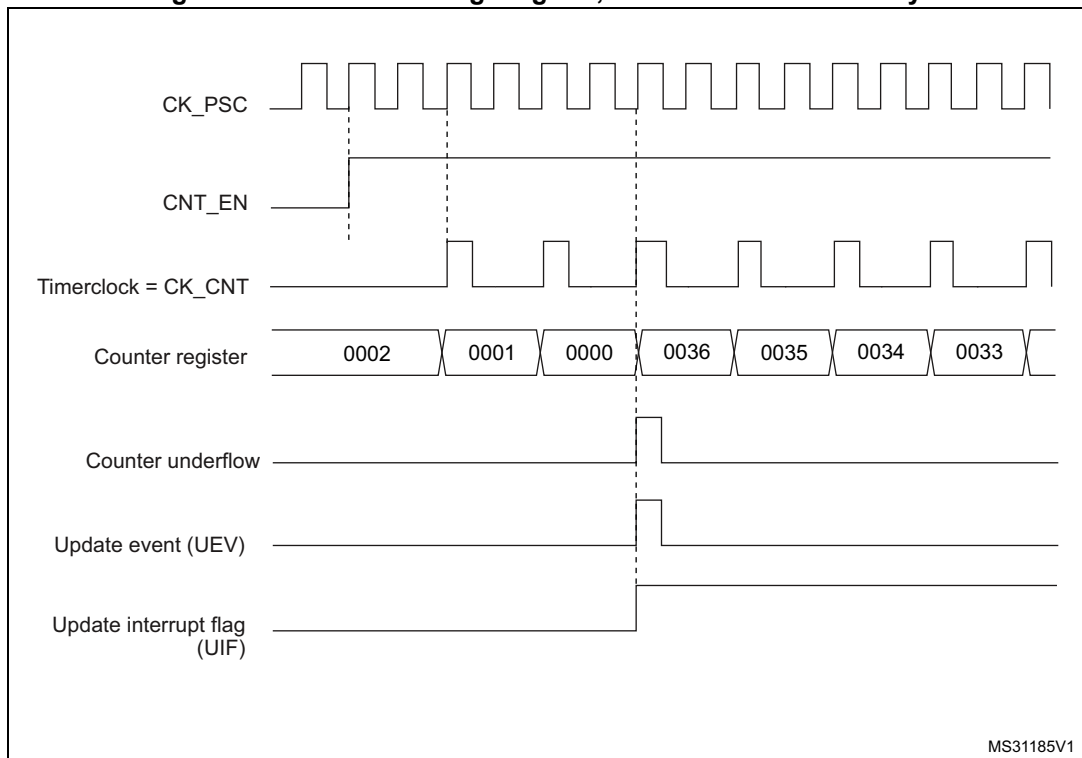 CK_PSC
CNT_EN
Timerclock = CK_CNT
Counter register 0002 0001 0000 0036 0035 0034 0033
Counter underflow
Update event (UEV)
Update interrupt flag
(UIF)
MS31185V1